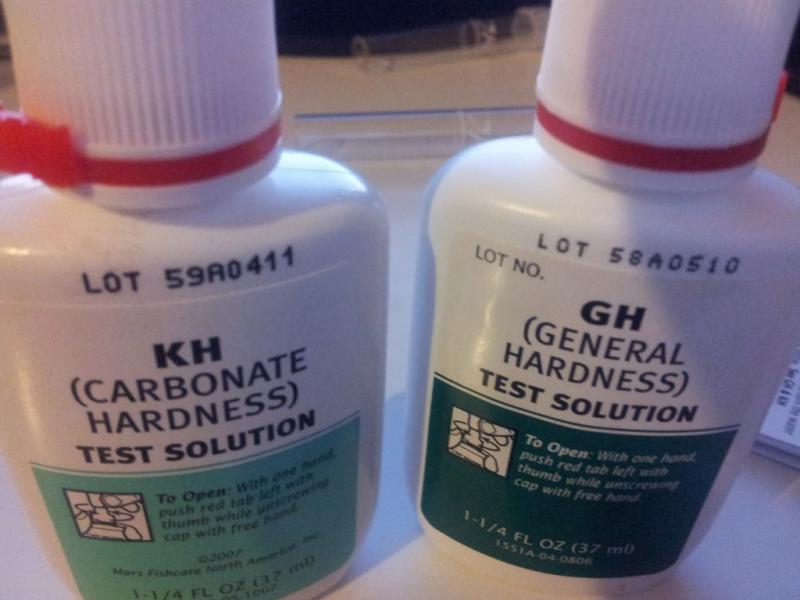 LOT 59A0411
KH
(CARBONATE
HARDNESS)
TEST SOLUTION
To Open: With one hand,
push red tab left with
thumb while unscrewing
cap with free hand.
©2007
Mars Fishcare North America, Inc.
1-1/4 FL OZ (37 ml)
LOT 58A0510
LOT NO.
GH
(GENERAL
HARDNESS)
TEST SOLUTION
To Open: With one hand,
push red tab left with
thumb while unscrewing
cap with free hand.
1-1/4 FL OZ (37 ml)
1551A-04-0806